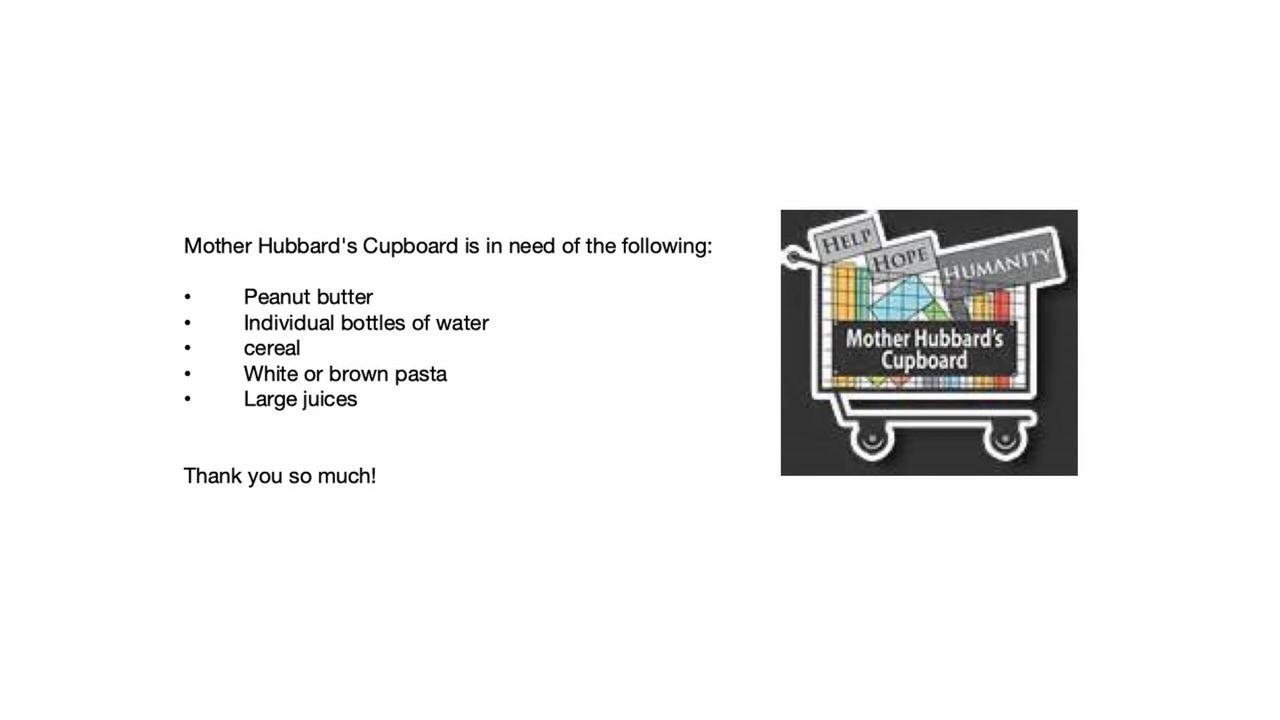 Mother Hubbard's Cupboard is in need of the following:
• Peanut butter
• Individual bottles of water
• cereal
• White or brown pasta
• Large juices
Thank you so much!
HELP
HOPE
HUMANITY
Mother Hubbard's
Cupboard